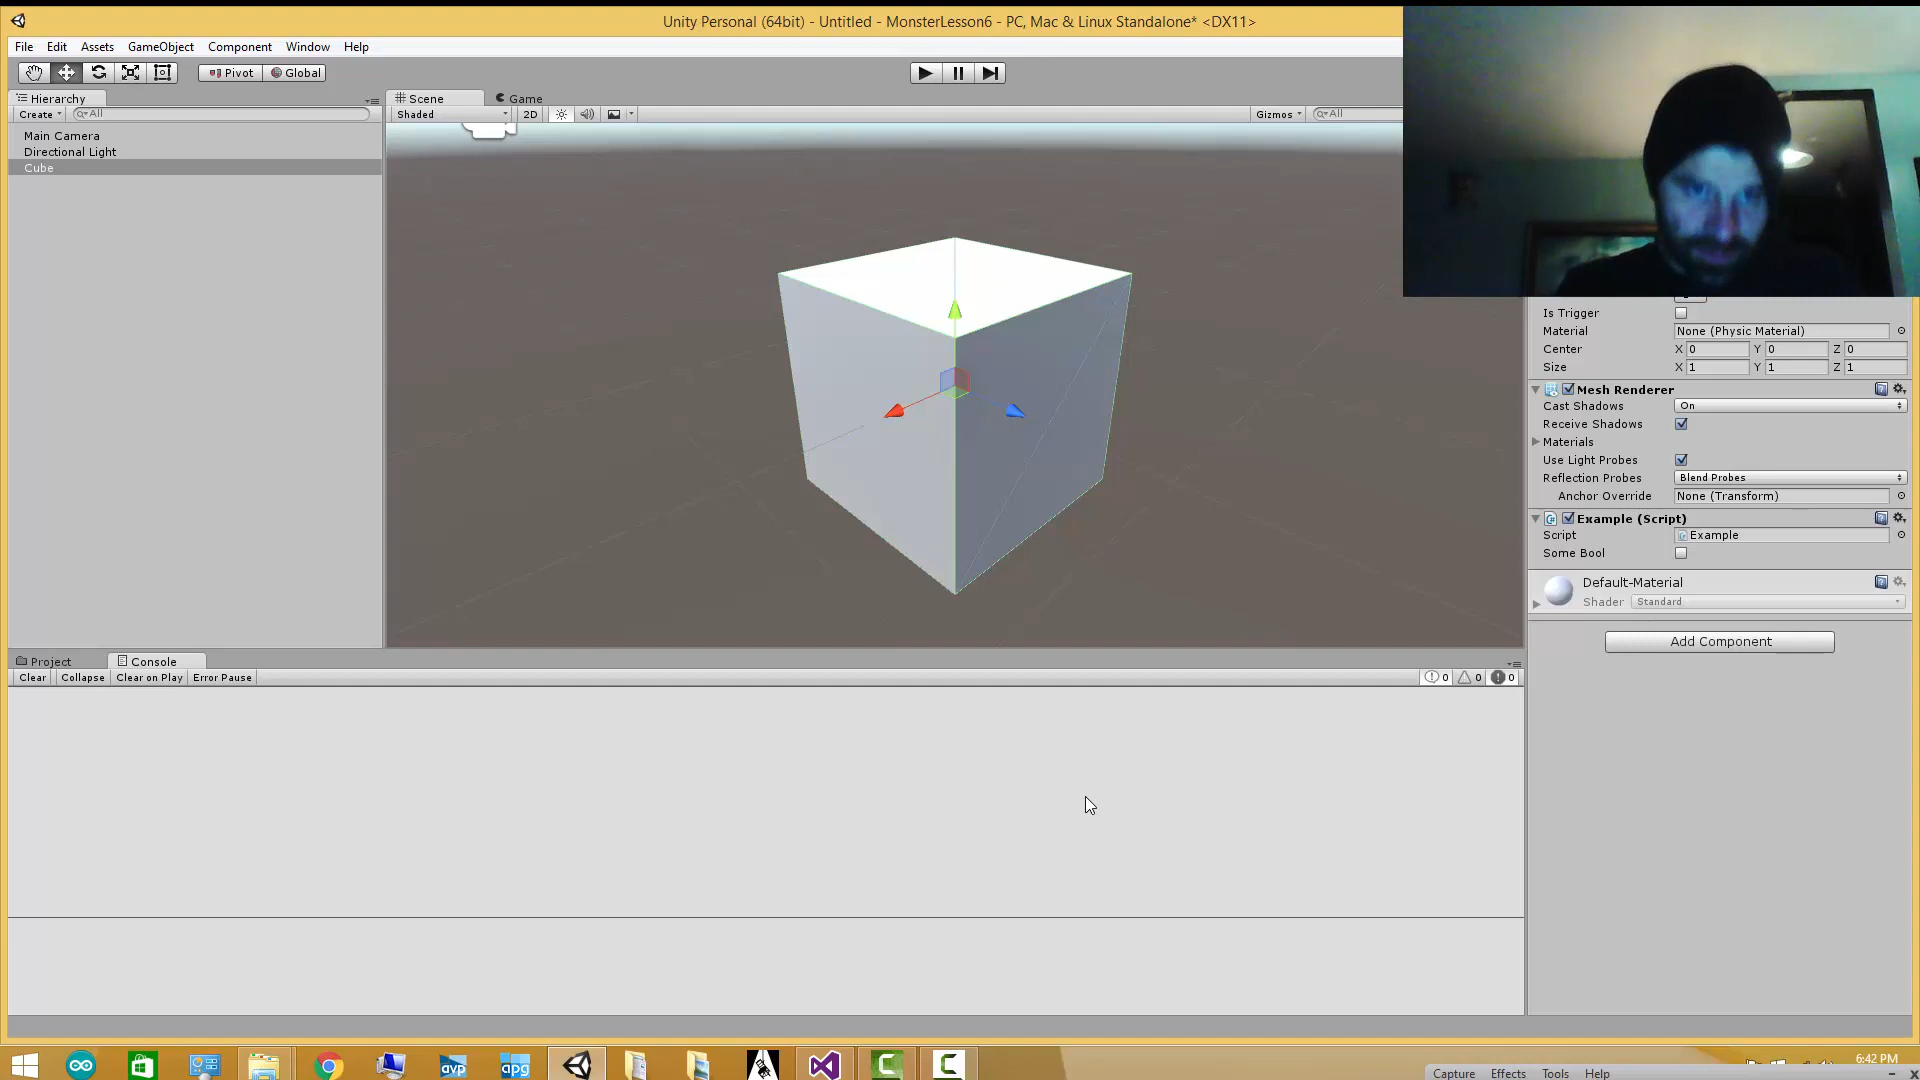 Unity Personal (64bit) - Untitled - MonsterLesson6 - PC, Mac & Linux Standalone* <DX11>
File Edit Assets GameObject Component Window Help
Pivot Global
Hierarchy
Create All
Main Camera
Directional Light
Cube
Scene Game
Shaded 2D Gizmos All
Is Trigger
Material None (Physic Material)
Center X 0 Y 0 Z 0
Size X 1 Y 1 Z 1
Mesh Renderer
Cast Shadows On
Receive Shadows
Materials
Use Light Probes
Reflection Probes Blend Probes
Anchor Override None (Transform)
Example (Script)
Script Example
Some Bool
Default-Material
Shader Standard
Add Component
Project Console
Clear Collapse Clear on Play Error Pause 0 0 0
avp apg
6:42 PM
Capture Effects Tools Help